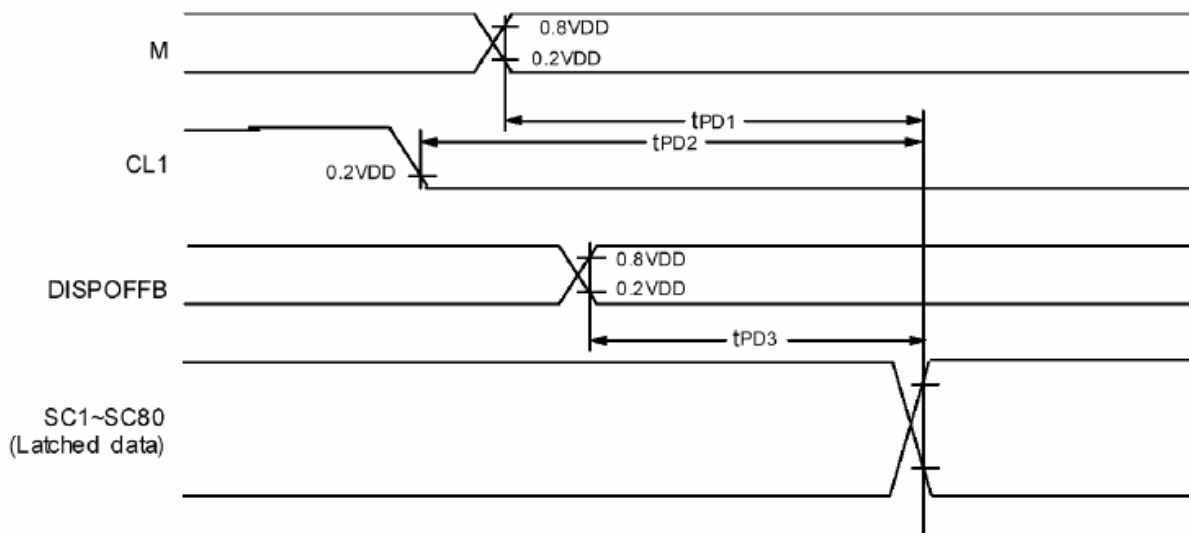 0.8VDD
M
0.2VDD
tPD1
tPD2
CL1
0.2VDD
0.8VDD
DISPOFFB
0.2VDD
tPD3
SC1~SC80
(Latched data)